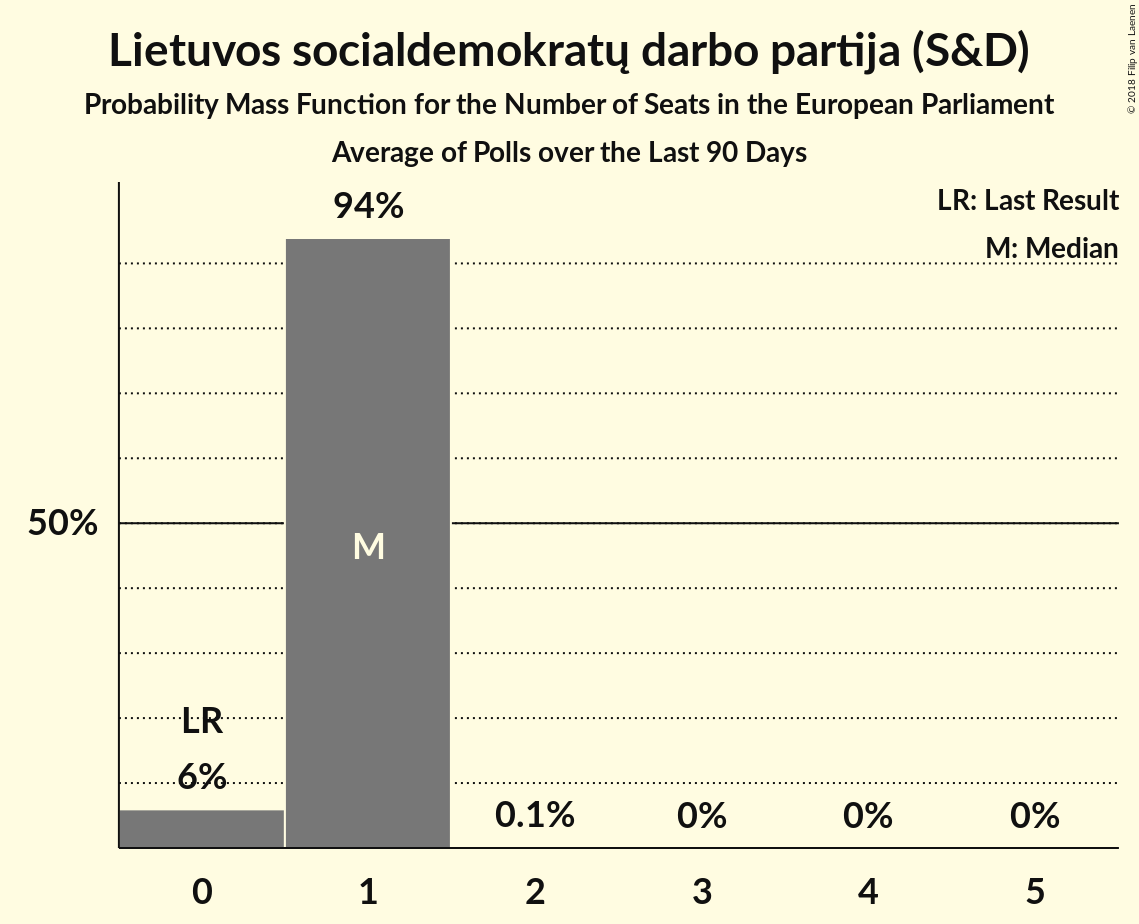 Lietuvos socialdemokratų darbo partija (S&D)
Probability Mass Function for the Number of Seats in the European Parliament
Average of Polls over the Last 90 Days
© 2018 Filip van Laenen
LR: Last Result
M: Median
94%
50%
M
LR
6%
0.1%
0%
0%
0%
0
1
2
3
4
5